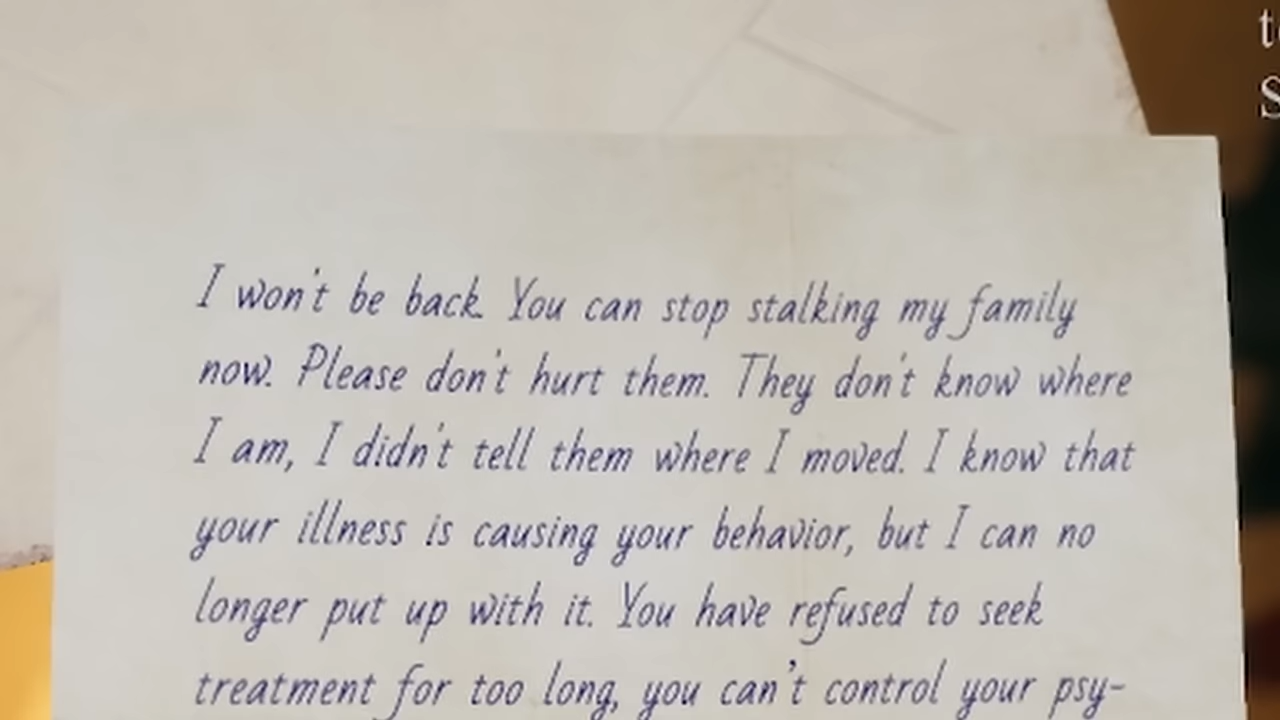 I won't be back. You can stop stalking my family
now. Please don't hurt them. They don't know where
I am, I didn't tell them where I moved. I know that
your illness is causing your behavior, but I can no
longer put up with it. You have refused to seek
treatment for too long, you can't control your psy-